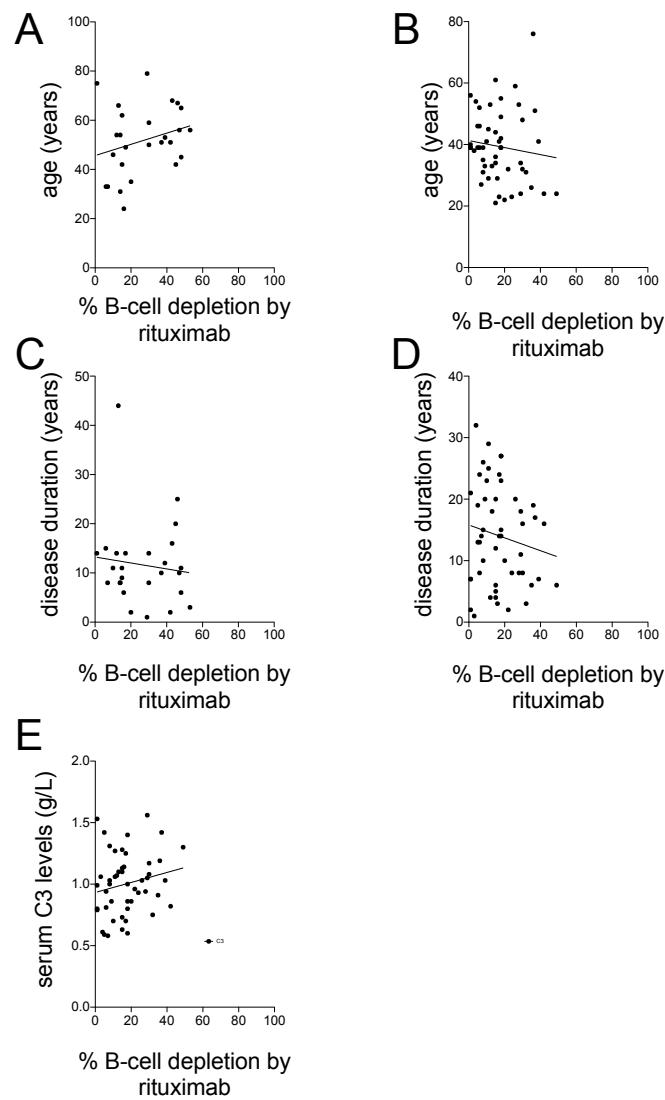 A
age (years)
100
80
60
40
20
0
0 20 40 60 80 100
% B-cell depletion by
rituximab
B
age (years)
80
60
40
20
0
0 20 40 60 80 100
% B-cell depletion by
rituximab
C
disease duration (years)
50
40
30
20
10
0
0 20 40 60 80 100
% B-cell depletion by
rituximab
D
disease duration (years)
40
30
20
10
0
0 20 40 60 80 100
% B-cell depletion by
rituximab
E
serum C3 levels (g/L)
2.0
1.5
1.0
0.5
0.0
C3
0 20 40 60 80 100
% B-cell depletion by
rituximab